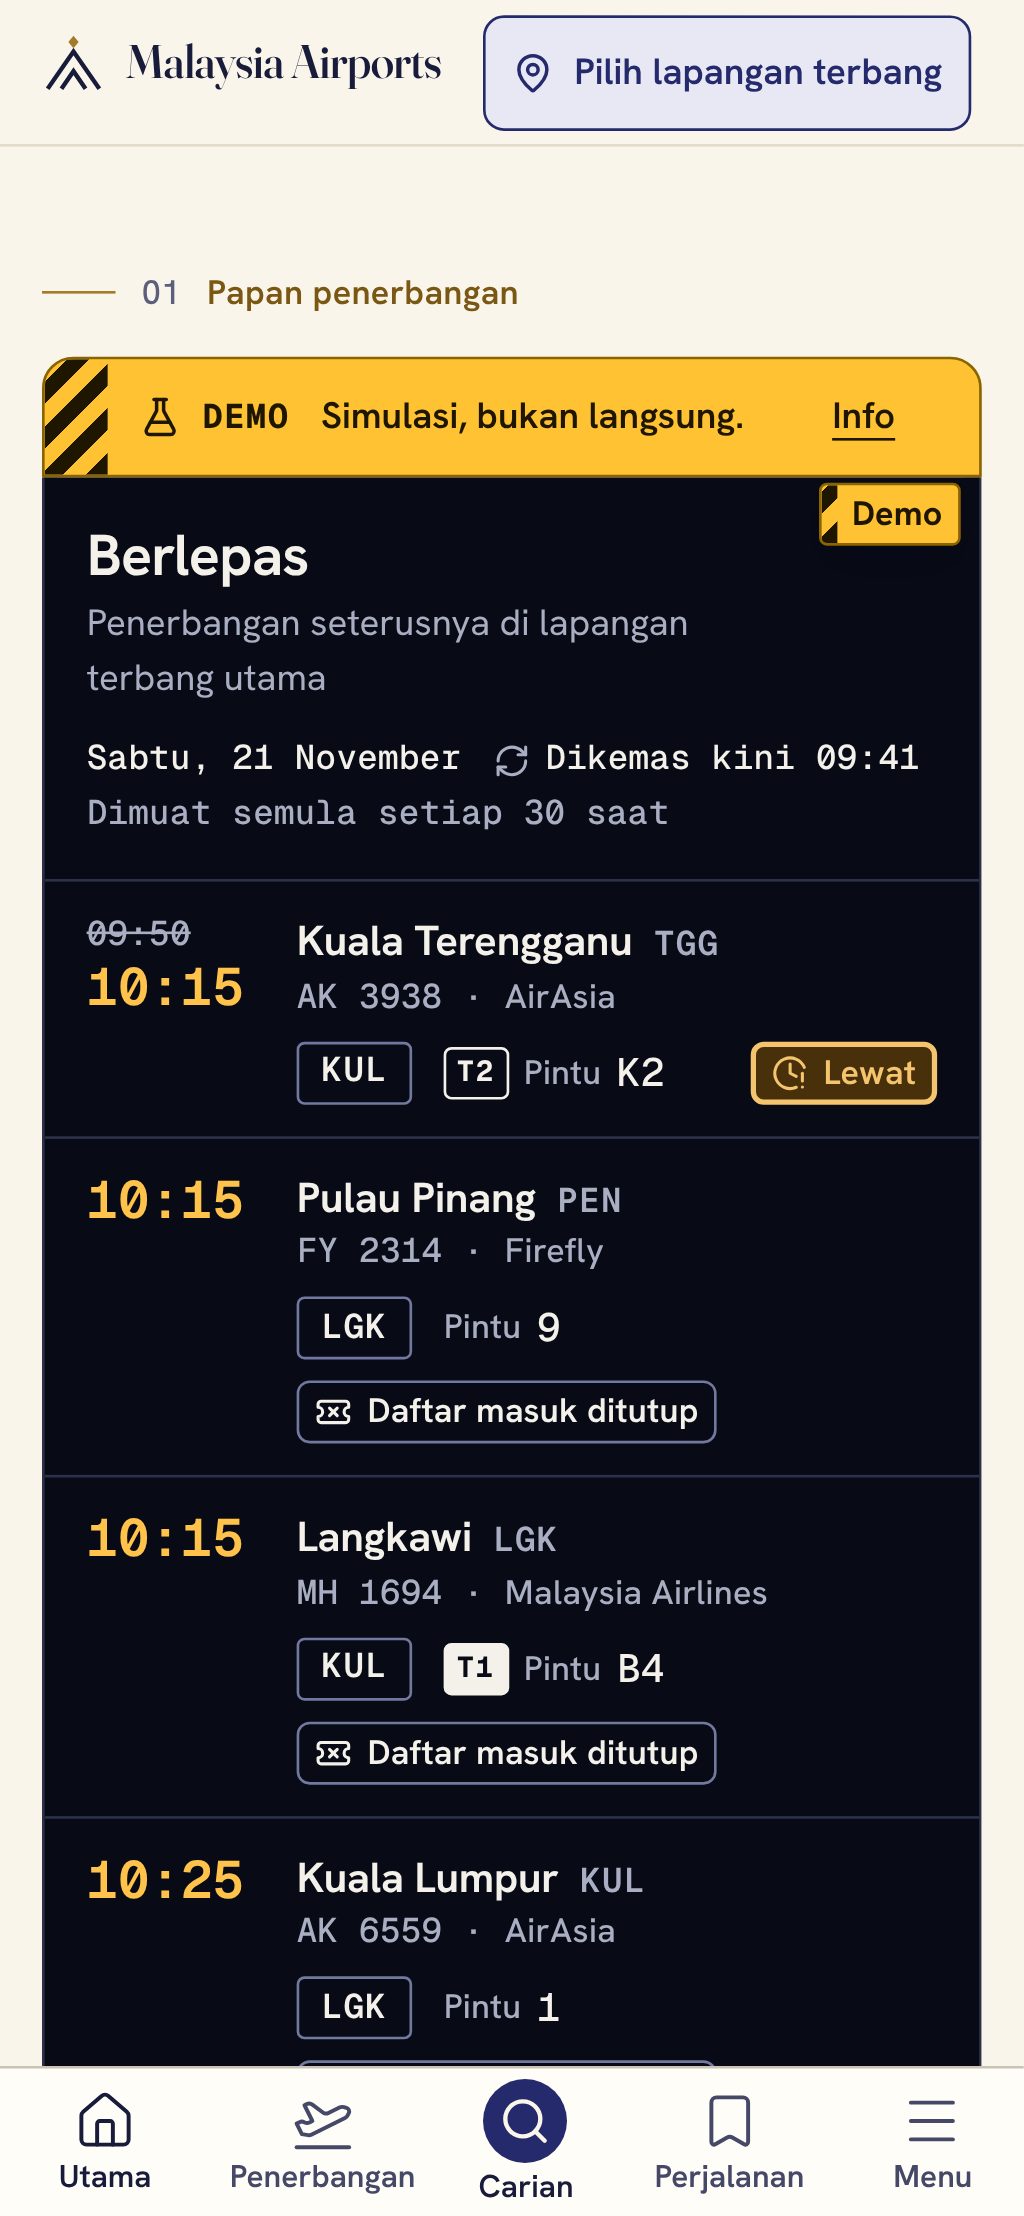 Malaysia Airports
Pilih lapangan terbang
01 Papan penerbangan
DEMO Simulasi, bukan langsung. Info
Demo
Berlepas
Penerbangan seterusnya di lapangan
terbang utama
Sabtu, 21 November Dikemas kini 09:41
Dimuat semula setiap 30 saat
09:50
10:15
Kuala Terengganu TGG
AK 3938 · AirAsia
KUL T2 Pintu K2 Lewat
10:15 Pulau Pinang PEN
FY 2314 · Firefly
LGK Pintu 9
Daftar masuk ditutup
10:15 Langkawi LGK
MH 1694 · Malaysia Airlines
KUL T1 Pintu B4
Daftar masuk ditutup
10:25 Kuala Lumpur KUL
AK 6559 · AirAsia
LGK Pintu 1
Utama Penerbangan Carian Perjalanan Menu